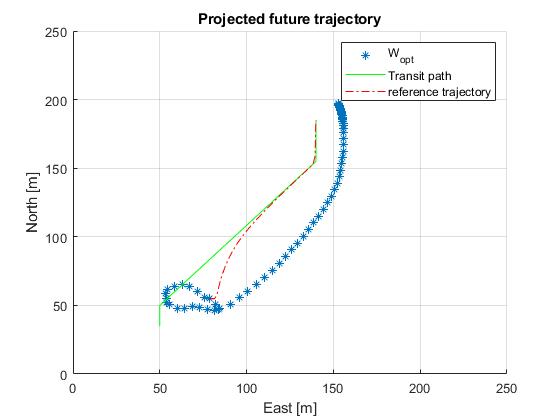 Projected future trajectory
250
200
150
100
50
0
North [m]
W_opt
Transit path
reference trajectory
0 50 100 150 200 250
East [m]